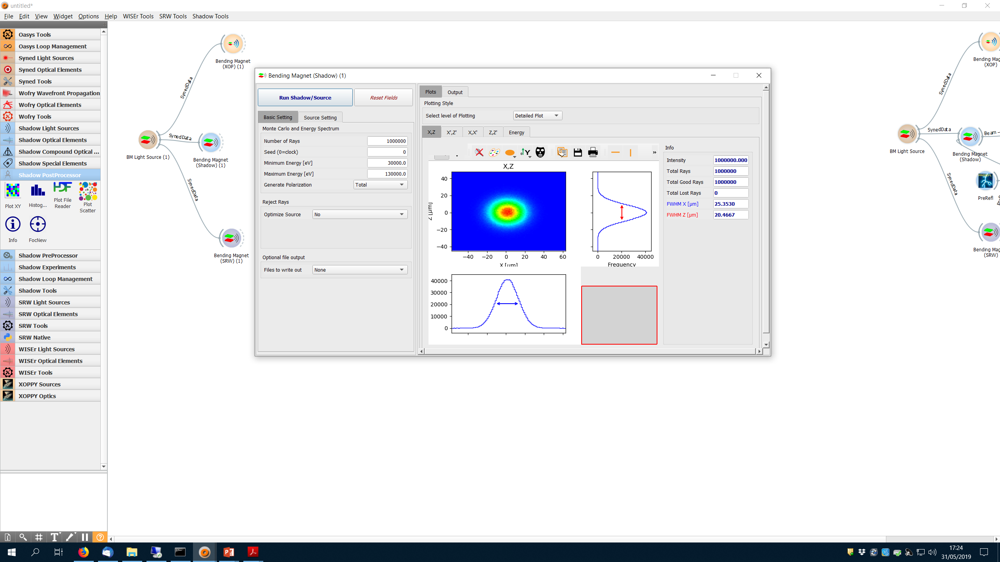 untitled*
File Edit View Widget Options Help WISEr Tools SRW Tools Shadow Tools
Oasys Tools
Oasys Loop Management
Syned Light Sources
Syned Optical Elements
Syned Tools
Wofry Wavefront Propagation
Wofry Optical Elements
Wofry Tools
Shadow Light Sources
Shadow Optical Elements
Shadow Compound Optical ...
Shadow Special Elements
Shadow PostProcessor
Plot XY
Histog...
Plot File
Reader
Plot
Scatter
Info
FocNew
Shadow PreProcessor
Shadow Experiments
Shadow Loop Management
Shadow Tools
SRW Light Sources
SRW Optical Elements
SRW Tools
SRW Native
WISEr Light Sources
WISEr Optical Elements
WISEr Tools
XOPPY Sources
XOPPY Optics
Bending Magnet
(XOP) (1)
SynedData
SynedData
SynedData
BM Light Source (1)
Bending Magnet
(Shadow) (1)
Bending Magnet
(SRW) (1)
Bending Magnet (Shadow) (1)
Run Shadow/Source
Reset Fields
Basic Setting
Source Setting
Monte Carlo and Energy Spectrum
Number of Rays 1000000
Seed (0=clock) 0
Minimum Energy [eV] 30000.0
Maximum Energy [eV] 130000.0
Generate Polarization Total
Reject Rays
Optimize Source No
Optional file output
Files to write out None
Plots
Output
Plotting Style
Select level of Plotting Detailed Plot
X,Z
X',Z'
X,X'
Z,Z'
Energy
Y
»
X,Z
40
20
0
−20
−40
Z [μm]
−40 −20 0 20 40 60
X [μm]
0 20000 40000
Frequency
40000
30000
20000
10000
0
Info
Intensity 1000000.000
Total Rays 1000000
Total Good Rays 1000000
Total Lost Rays 0
FWHM X [μm] 25.3530
FWHM Z [μm] 20.4667
Bending Mag
(XOP)
SynedData
SynedData
SynedData
Beam
BM Light Source
Bending Magnet
(Shadow)
PREREFL
PreRefl
Bending Mag
(SRW)
17:24
31/05/2019